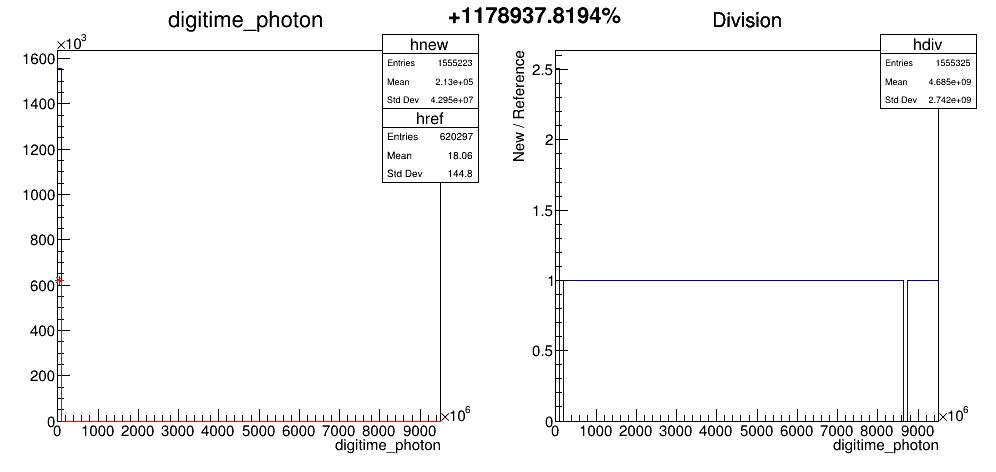 +1178937.8194%
digitime_photon
×10³
1600
1400
1200
1000
800
600
400
200
0
0 1000 2000 3000 4000 5000 6000 7000 8000 9000
×10⁶
digitime_photon
hnew
Entries 1555223
Mean 2.13e+05
Std Dev 4.295e+07
href
Entries 620297
Mean 18.06
Std Dev 144.8
Division
New / Reference
2.5
2
1.5
1
0.5
0
0 1000 2000 3000 4000 5000 6000 7000 8000 9000
×10⁶
digitime_photon
hdiv
Entries 1555325
Mean 4.685e+09
Std Dev 2.742e+09